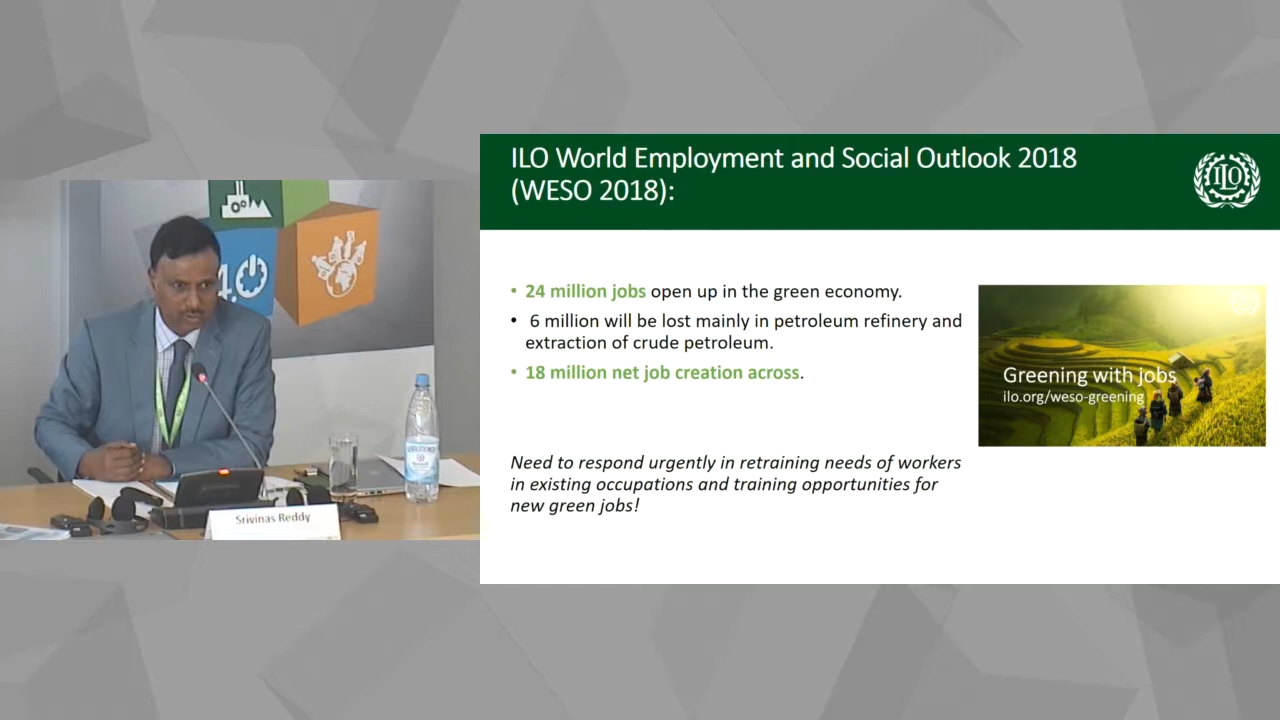 ILO World Employment and Social Outlook 2018
(WESO 2018):
ILO
• 24 million jobs open up in the green economy.
• 6 million will be lost mainly in petroleum refinery and
extraction of crude petroleum.
• 18 million net job creation across.
Greening with jobs
ilo.org/weso-greening
Need to respond urgently in retraining needs of workers
in existing occupations and training opportunities for
new green jobs!
4.0
Srivinas Reddy